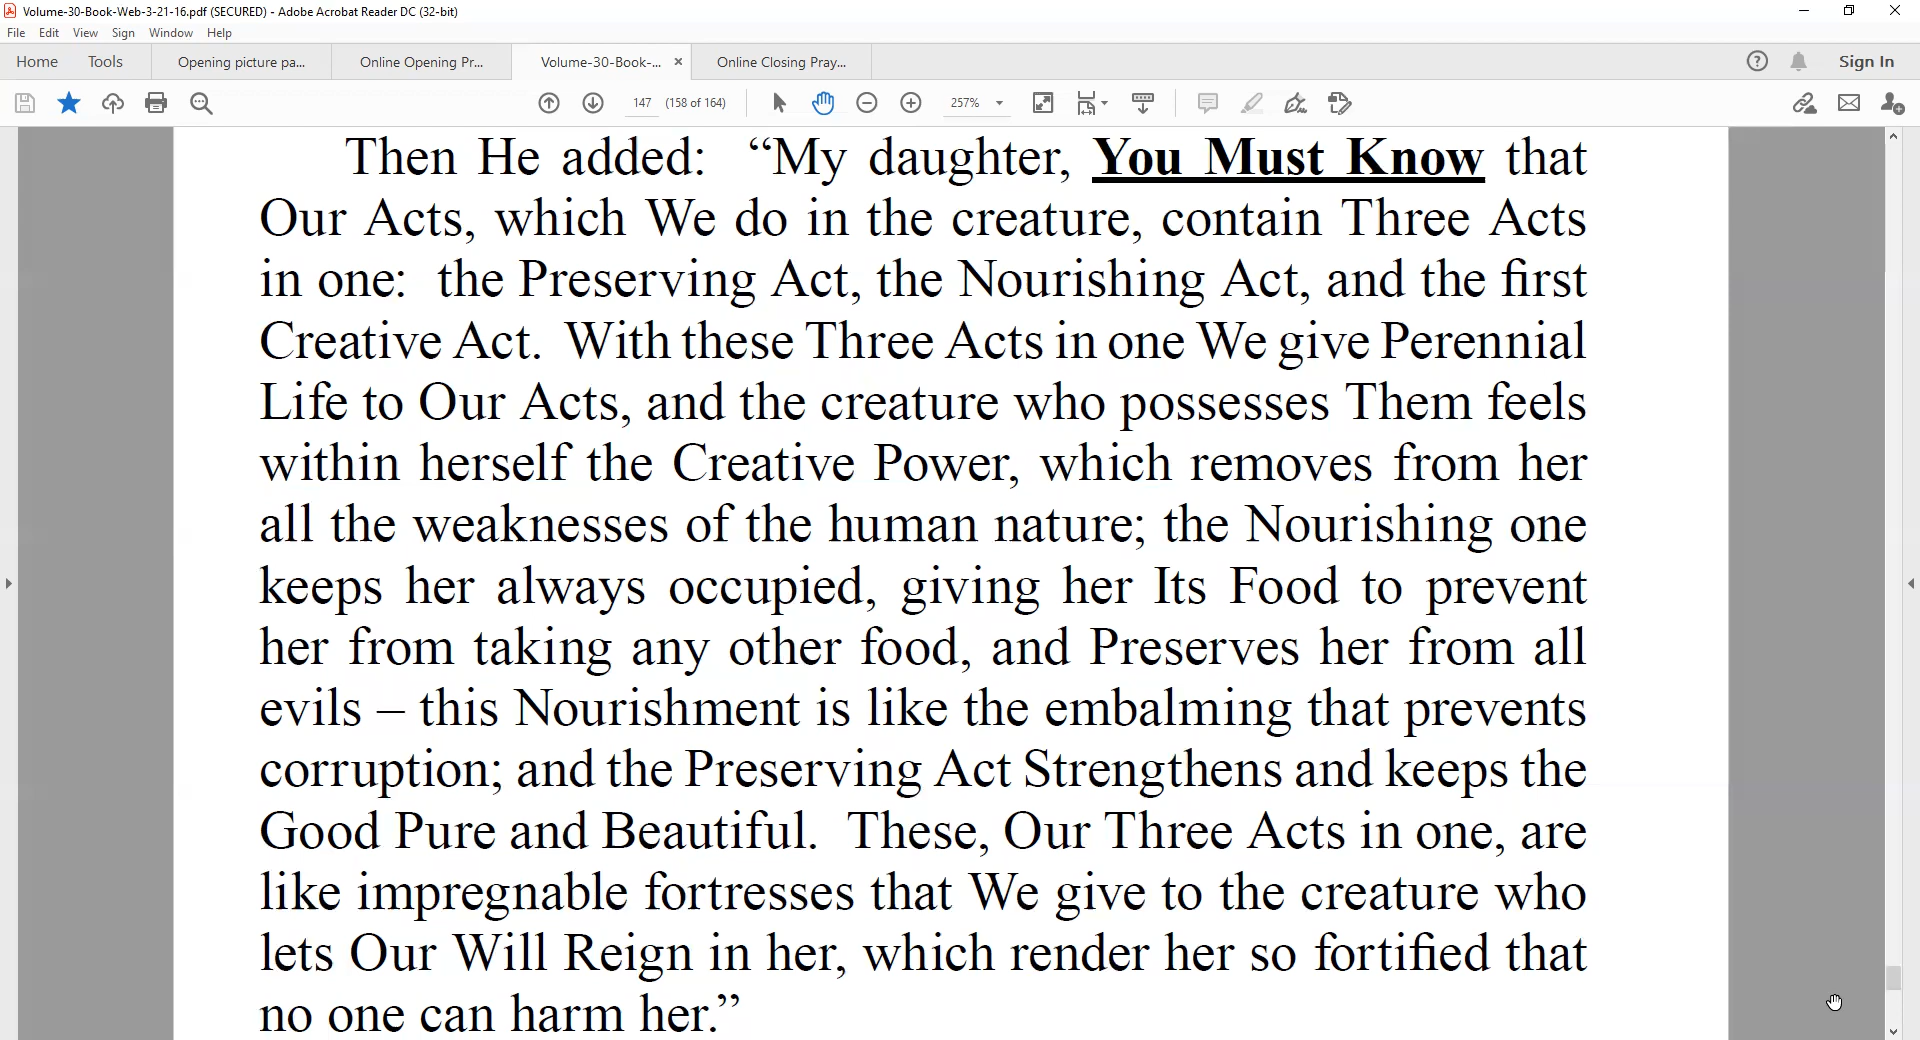 Volume-30-Book-Web-3-21-16.pdf (SECURED) - Adobe Acrobat Reader DC (32-bit)
File Edit View Sign Window Help
Home Tools Opening picture pa... Online Opening Pr... Volume-30-Book-... × Online Closing Pray... Sign In
147 (158 of 164) 257%
Then He added: “My daughter, You Must Know that
Our Acts, which We do in the creature, contain Three Acts
in one: the Preserving Act, the Nourishing Act, and the first
Creative Act. With these Three Acts in one We give Perennial
Life to Our Acts, and the creature who possesses Them feels
within herself the Creative Power, which removes from her
all the weaknesses of the human nature; the Nourishing one
keeps her always occupied, giving her Its Food to prevent
her from taking any other food, and Preserves her from all
evils – this Nourishment is like the embalming that prevents
corruption; and the Preserving Act Strengthens and keeps the
Good Pure and Beautiful. These, Our Three Acts in one, are
like impregnable fortresses that We give to the creature who
lets Our Will Reign in her, which render her so fortified that
no one can harm her.”